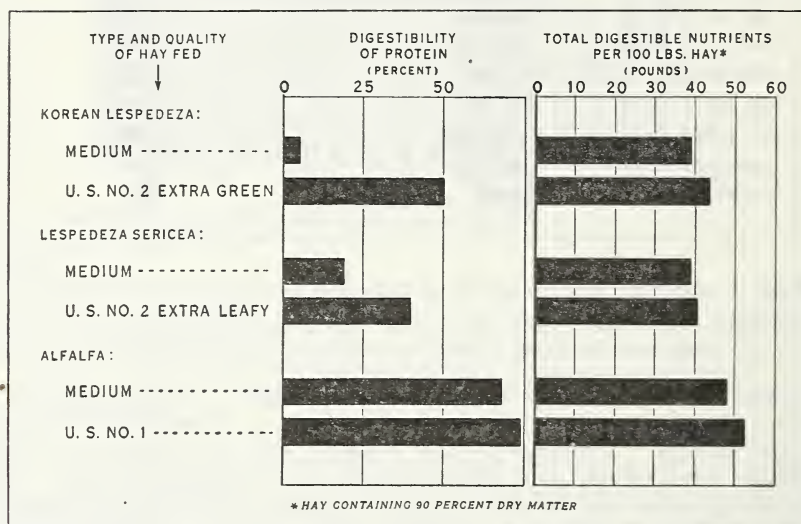 TYPE AND QUALITY
OF HAY FED
DIGESTIBILITY
OF PROTEIN
(PERCENT)
0 25 50
TOTAL DIGESTIBLE NUTRIENTS
PER 100 LBS. HAY*
(POUNDS)
0 10 20 30 40 50 60
KOREAN LESPEDEZA:
MEDIUM
U. S. NO. 2 EXTRA GREEN
LESPEDEZA SERICEA:
MEDIUM
U. S. NO. 2 EXTRA LEAFY
ALFALFA:
MEDIUM
U. S. NO. 1
*HAY CONTAINING 90 PERCENT DRY MATTER